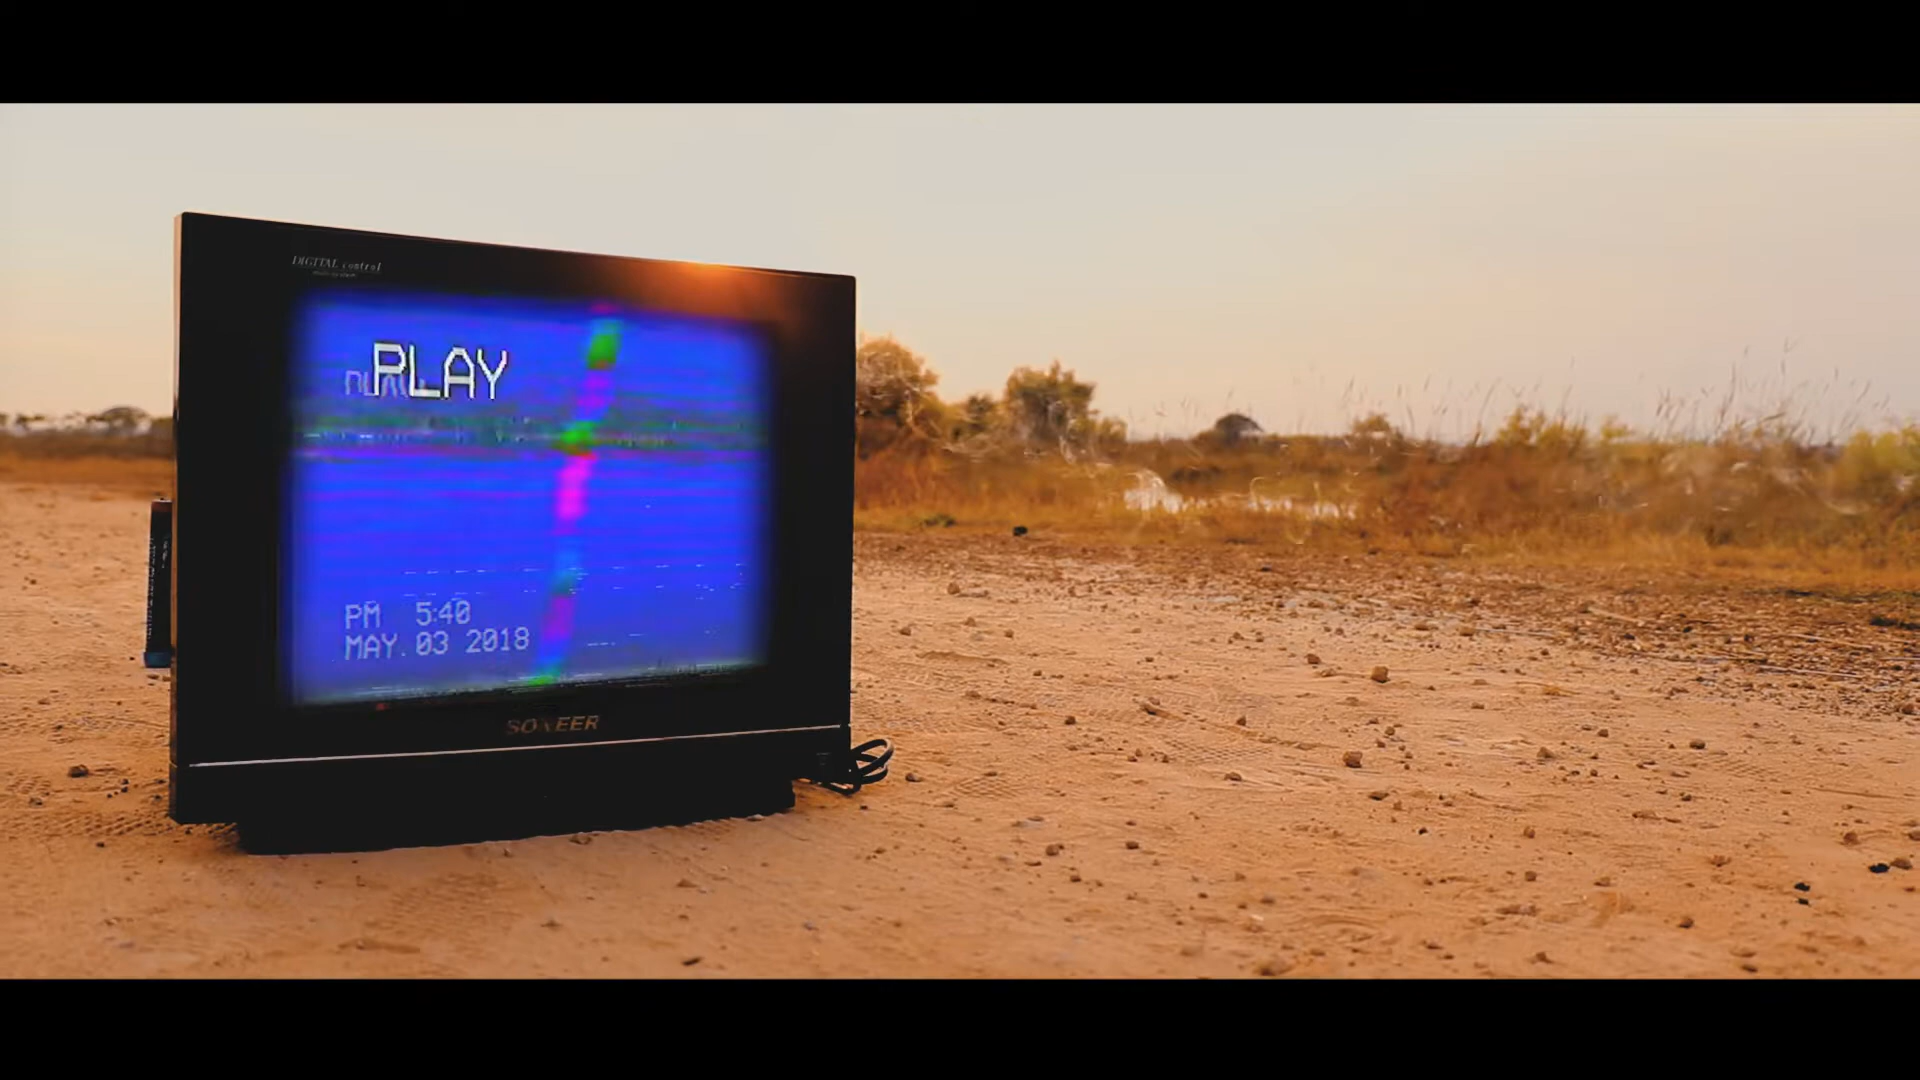 DIGITAL control
PLAY
PM 5:40
MAY. 03 2018
SONEER